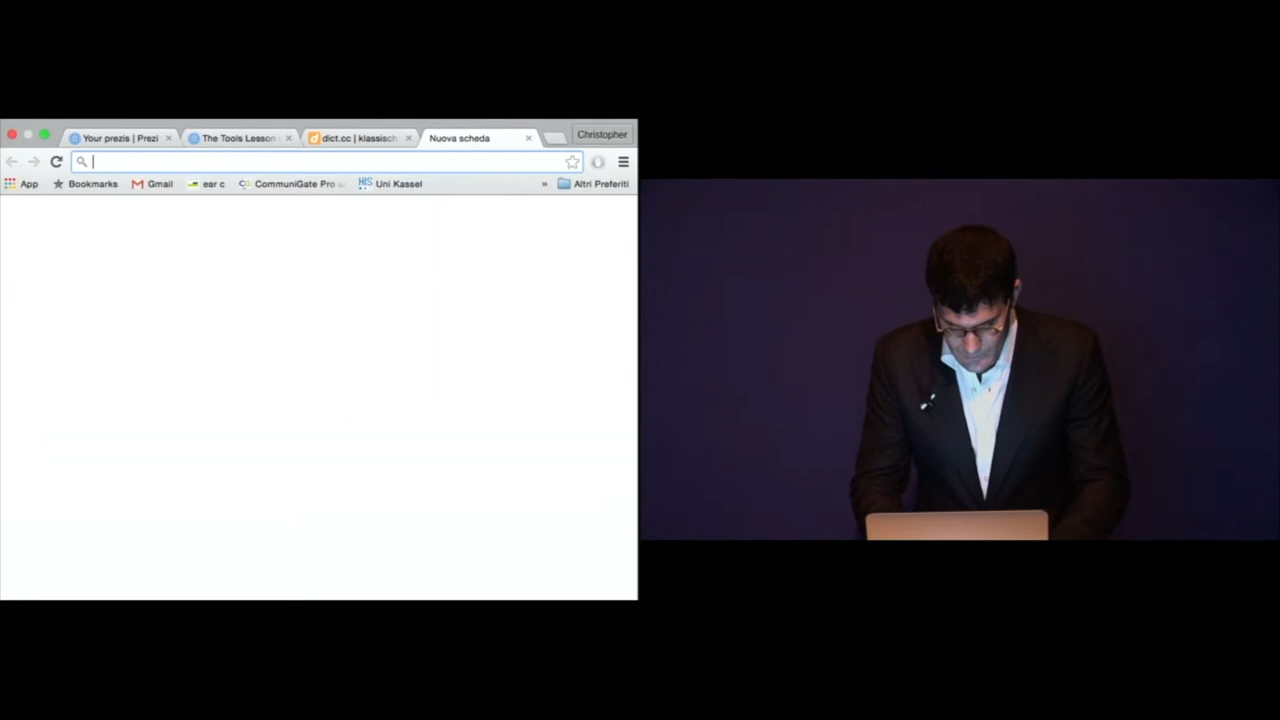 Your prezis | Prezi The Tools Lesson dict.cc | klassisch Nuova scheda Christopher
App Bookmarks Gmail ear c CommuniGate Pro HIS Uni Kassel » Altri Preferiti